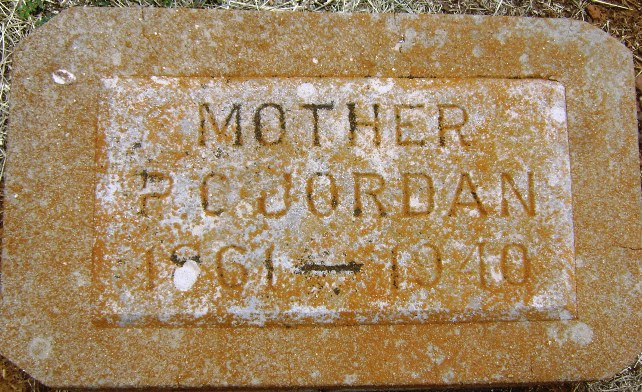 MOTHER
P. C. JORDAN
1861 — 1940